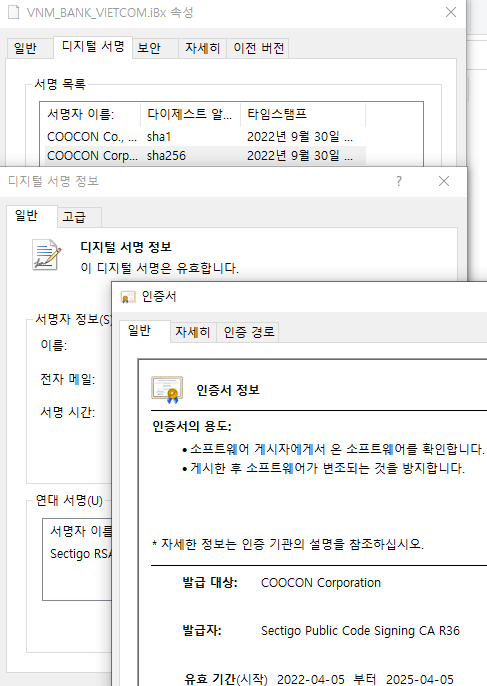 VNM_BANK_VIETCOM.iBx 속성
일반 디지털 서명 보안 자세히 이전 버전
서명 목록
서명자 이름: 다이제스트 알... 타임스탬프
COOCON Co., ... sha1 2022년 9월 30일 ...
COOCON Corp... sha256 2022년 9월 30일 ...
디지털 서명 정보 ?
일반 고급
디지털 서명 정보
이 디지털 서명은 유효합니다.
서명자 정보(S)
이름:
전자 메일:
서명 시간:
연대 서명(U)
서명자 이름
Sectigo RSA
인증서
일반 자세히 인증 경로
인증서 정보
인증서의 용도:
• 소프트웨어 게시자에게서 온 소프트웨어를 확인합니다.
• 게시한 후 소프트웨어가 변조되는 것을 방지합니다.
* 자세한 정보는 인증 기관의 설명을 참조하십시오.
발급 대상: COOCON Corporation
발급자: Sectigo Public Code Signing CA R36
유효 기간(시작) 2022-04-05 부터 2025-04-05